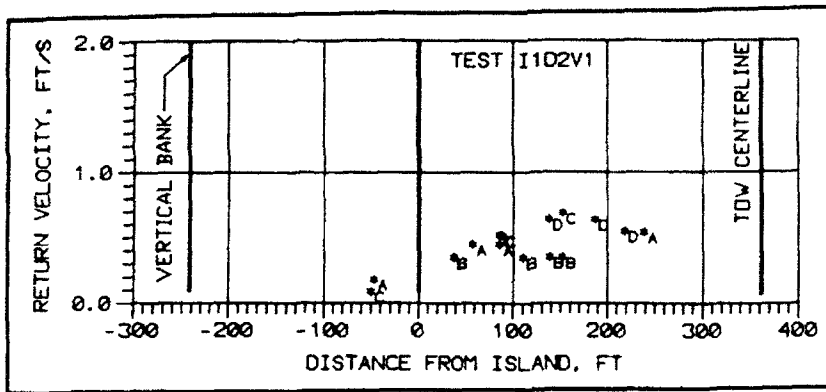 RETURN VELOCITY, FT/S
2.0
1.0
0.0
VERTICAL BANK
TEST I1D2V1
TOW CENTERLINE
A
B
A
A
B
D
C
B
B
D
A
-300
-200
-100
0
100
200
300
400
DISTANCE FROM ISLAND, FT